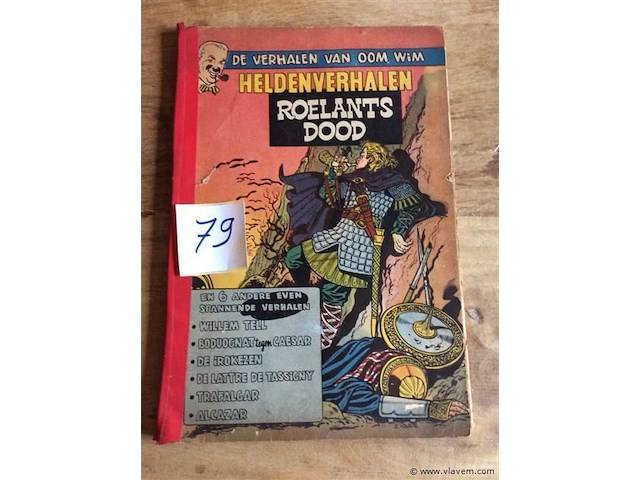 DE VERHALEN VAN OOM WIM
HELDENVERHALEN
ROELANTS
DOOD
79
EN 6 ANDERE EVEN
SPANNENDE VERHALEN
• WILLEM TELL
• BODUOGNAT tegen CAESAR
• DE IROKEZEN
• DE LATTRE DE TASSIGNY
• TRAFALGAR
• ALCAZAR
© www.vlavem.com